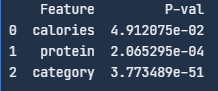 Feature P-val
0 calories 4.912075e-02
1 protein 2.065295e-04
2 category 3.773489e-51